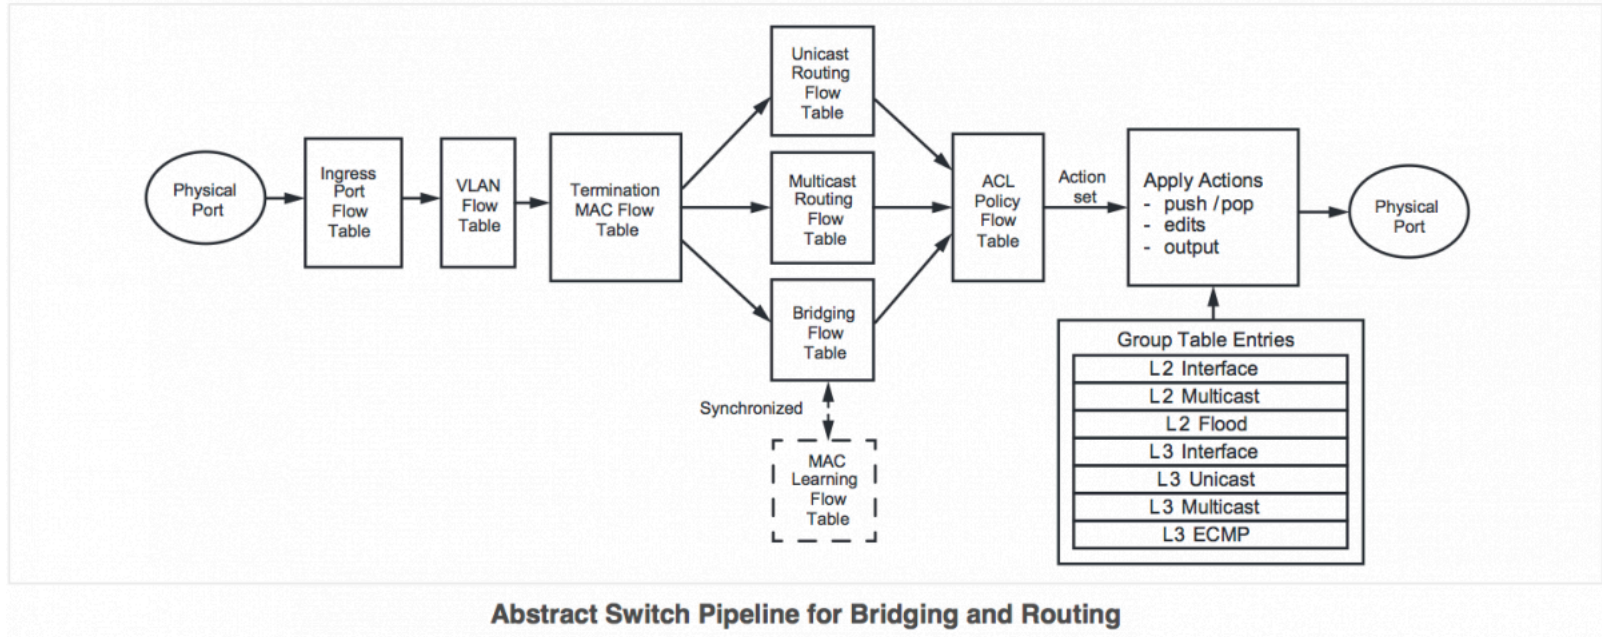 Physical
Port
Ingress
Port
Flow
Table
VLAN
Flow
Table
Termination
MAC Flow
Table
Unicast
Routing
Flow
Table
Multicast
Routing
Flow
Table
Bridging
Flow
Table
Synchronized
MAC
Learning
Flow
Table
ACL
Policy
Flow
Table
Action
set
Apply Actions
- push /pop
- edits
- output
Physical
Port
Group Table Entries
L2 Interface
L2 Multicast
L2 Flood
L3 Interface
L3 Unicast
L3 Multicast
L3 ECMP
Abstract Switch Pipeline for Bridging and Routing